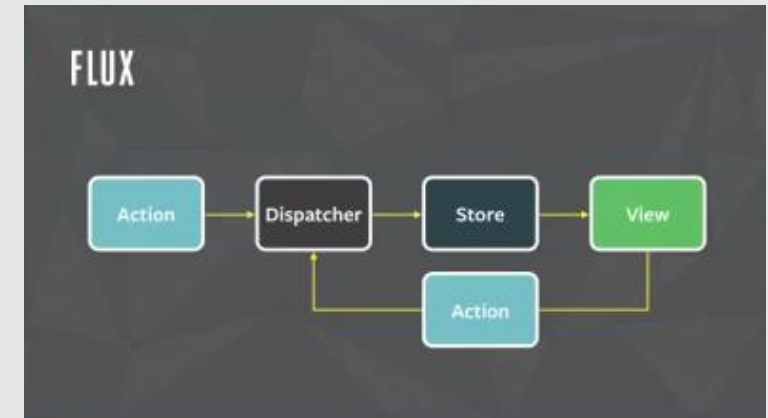 FLUX
Action
Dispatcher
Store
View
Action